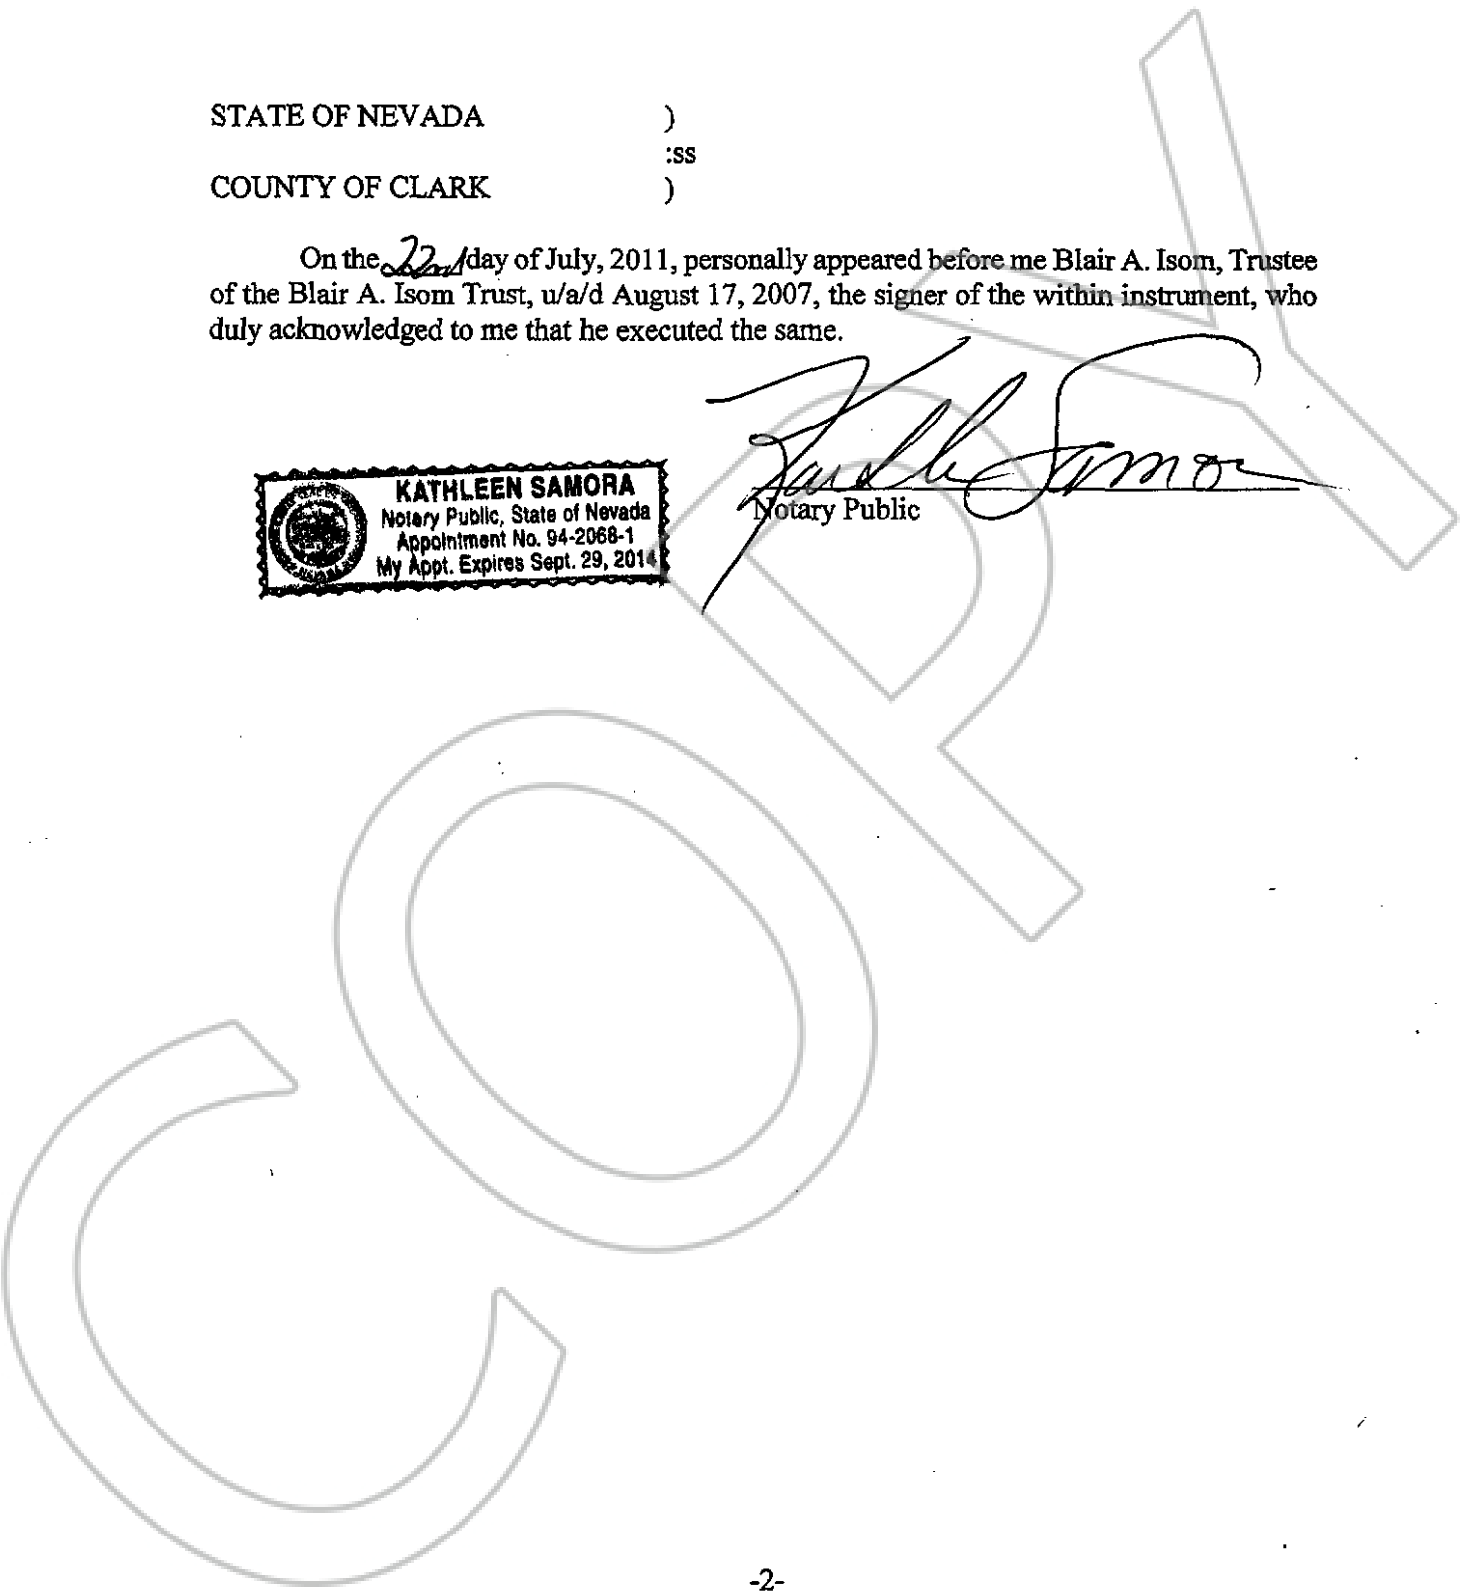 STATE OF NEVADA )
:ss
COUNTY OF CLARK )
On the 22nd day of July, 2011, personally appeared before me Blair A. Isom, Trustee
of the Blair A. Isom Trust, u/a/d August 17, 2007, the signer of the within instrument, who
duly acknowledged to me that he executed the same.
Kathleen Samora
Notary Public
KATHLEEN SAMORA
Notary Public, State of Nevada
Appointment No. 94-2068-1
My Appt. Expires Sept. 29, 2014
COPY
-2-